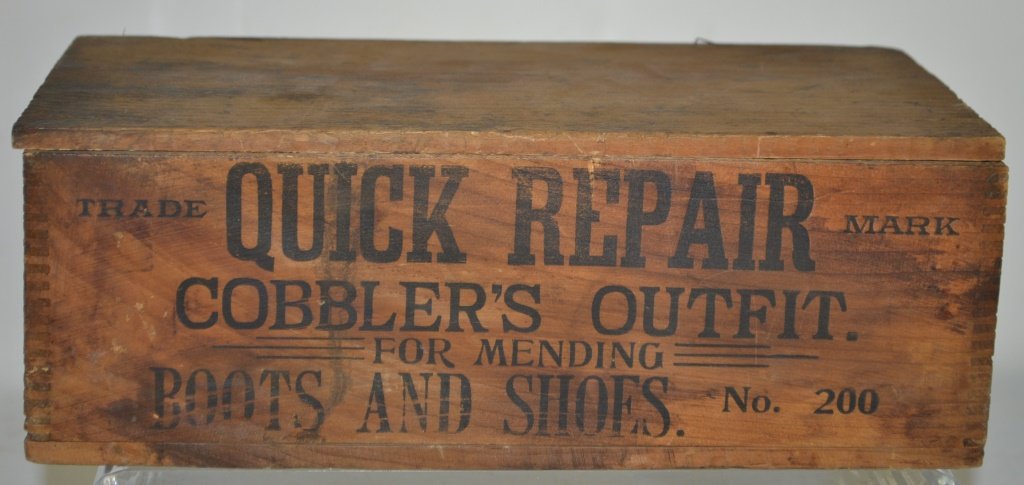 TRADE QUICK REPAIR MARK
COBBLER'S OUTFIT.
FOR MENDING
BOOTS AND SHOES. No. 200